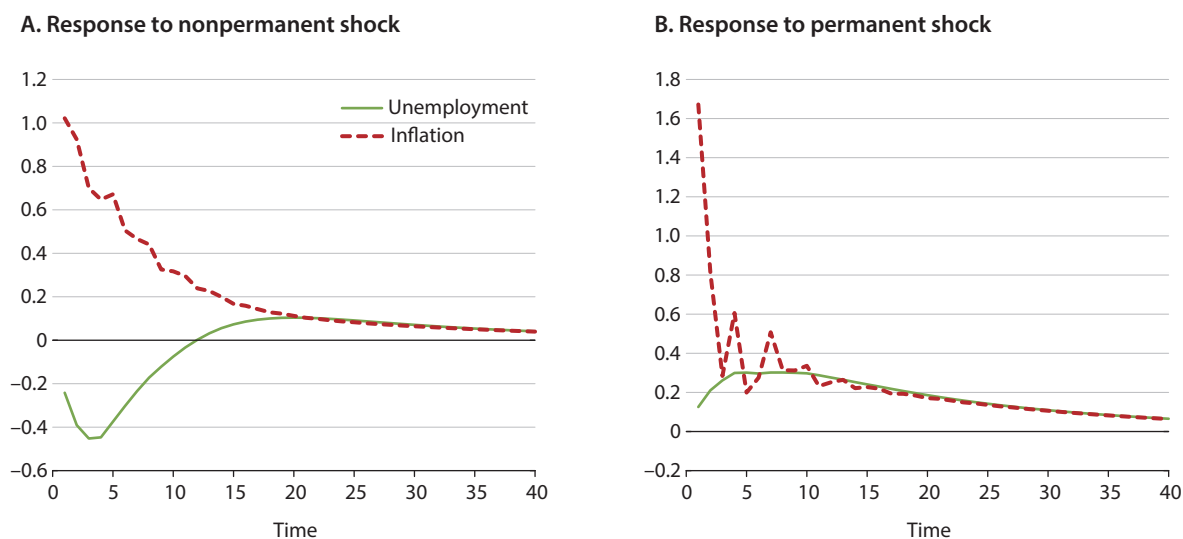 A. Response to nonpermanent shock
1.2
1.0
0.8
0.6
0.4
0.2
0
–0.2
–0.4
–0.6
0 5 10 15 20 25 30 35 40
Time
Unemployment
Inflation
B. Response to permanent shock
1.8
1.6
1.4
1.2
1.0
0.8
0.6
0.4
0.2
0
–0.2
0 5 10 15 20 25 30 35 40
Time